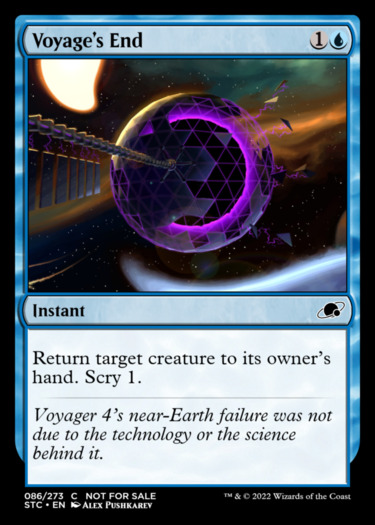 Voyage's End 1
Instant
Return target creature to its owner's
hand. Scry 1.
Voyager 4's near-Earth failure was not
due to the technology or the science
behind it.
086/273 C NOT FOR SALE
STC • EN Alex Pushkarev ™ & © 2022 Wizards of the Coast